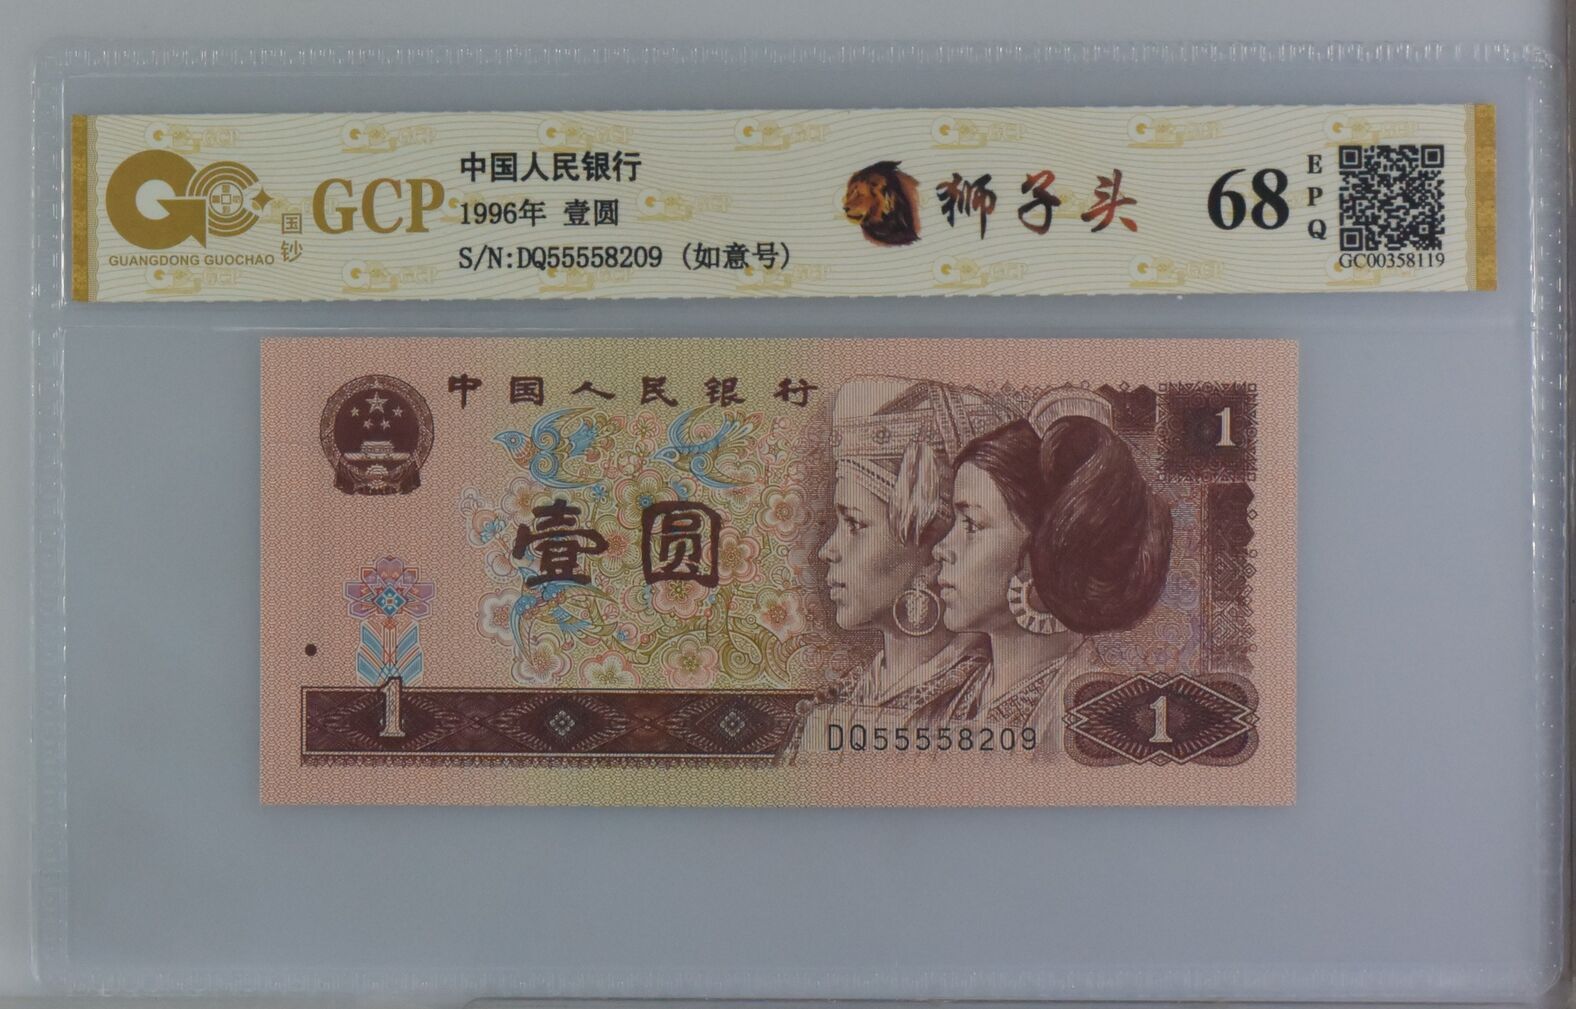 GUANGDONG GUOCHAO
国钞
GCP
中国人民银行
1996年 壹圆
S/N:DQ55558209 (如意号)
狮子头
68
EPQ
GC00358119
中国人民银行
1
壹圆
1
DQ55558209
1